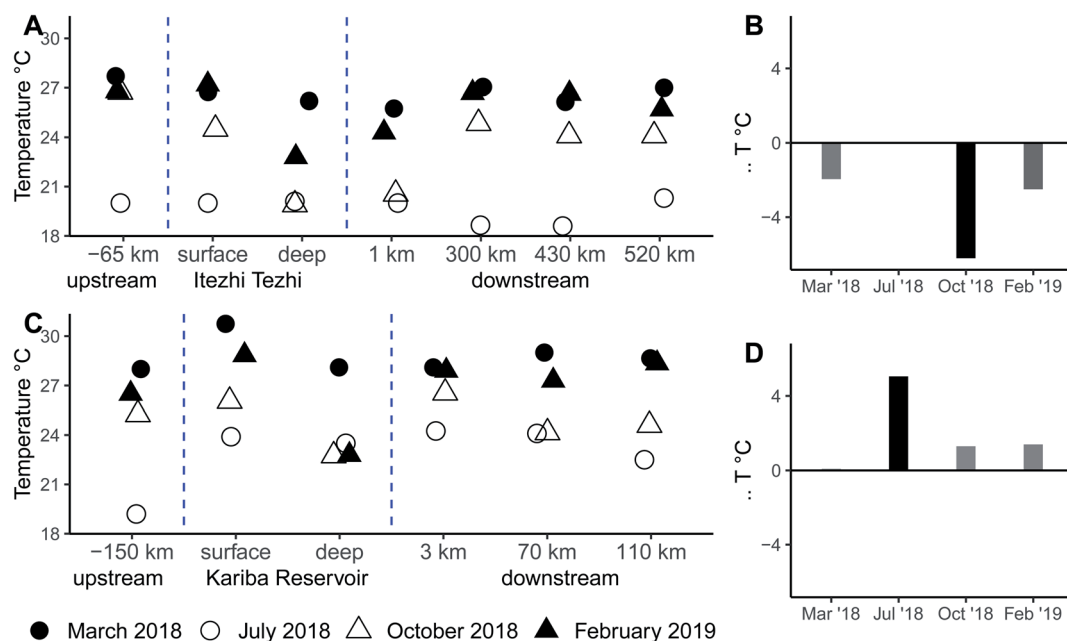 A
Temperature °C
30
27
24
21
18
−65 km surface deep 1 km 300 km 430 km 520 km
upstream Itezhi Tezhi downstream
B
.. T °C
4
0
−4
Mar '18 Jul '18 Oct '18 Feb '19
C
Temperature °C
30
27
24
21
18
−150 km surface deep 3 km 70 km 110 km
upstream Kariba Reservoir downstream
D
.. T °C
4
0
−4
Mar '18 Jul '18 Oct '18 Feb '19
March 2018 July 2018 October 2018 February 2019